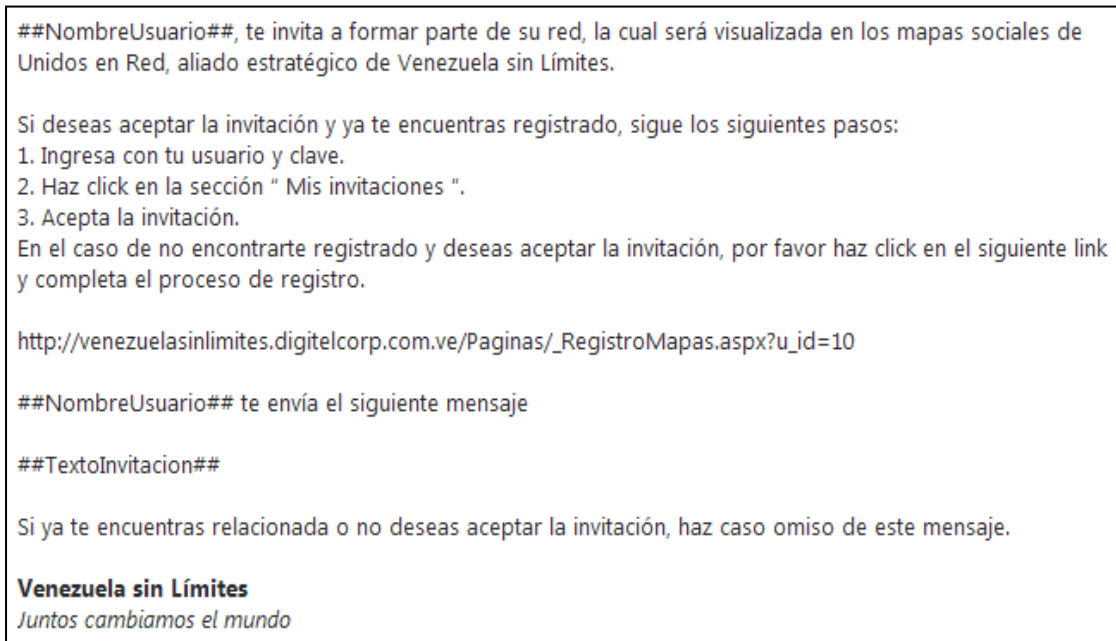 ##NombreUsuario##, te invita a formar parte de su red, la cual será visualizada en los mapas sociales de
Unidos en Red, aliado estratégico de Venezuela sin Límites.
Si deseas aceptar la invitación y ya te encuentras registrado, sigue los siguientes pasos:
1. Ingresa con tu usuario y clave.
2. Haz click en la sección “ Mis invitaciones “.
3. Acepta la invitación.
En el caso de no encontrarte registrado y deseas aceptar la invitación, por favor haz click en el siguiente link
y completa el proceso de registro.
http://venezuelasinlimites.digitelcorp.com.ve/Paginas/_RegistroMapas.aspx?u_id=10
##NombreUsuario## te envía el siguiente mensaje
##TextoInvitacion##
Si ya te encuentras relacionada o no deseas aceptar la invitación, haz caso omiso de este mensaje.
Venezuela sin Límites
Juntos cambiamos el mundo